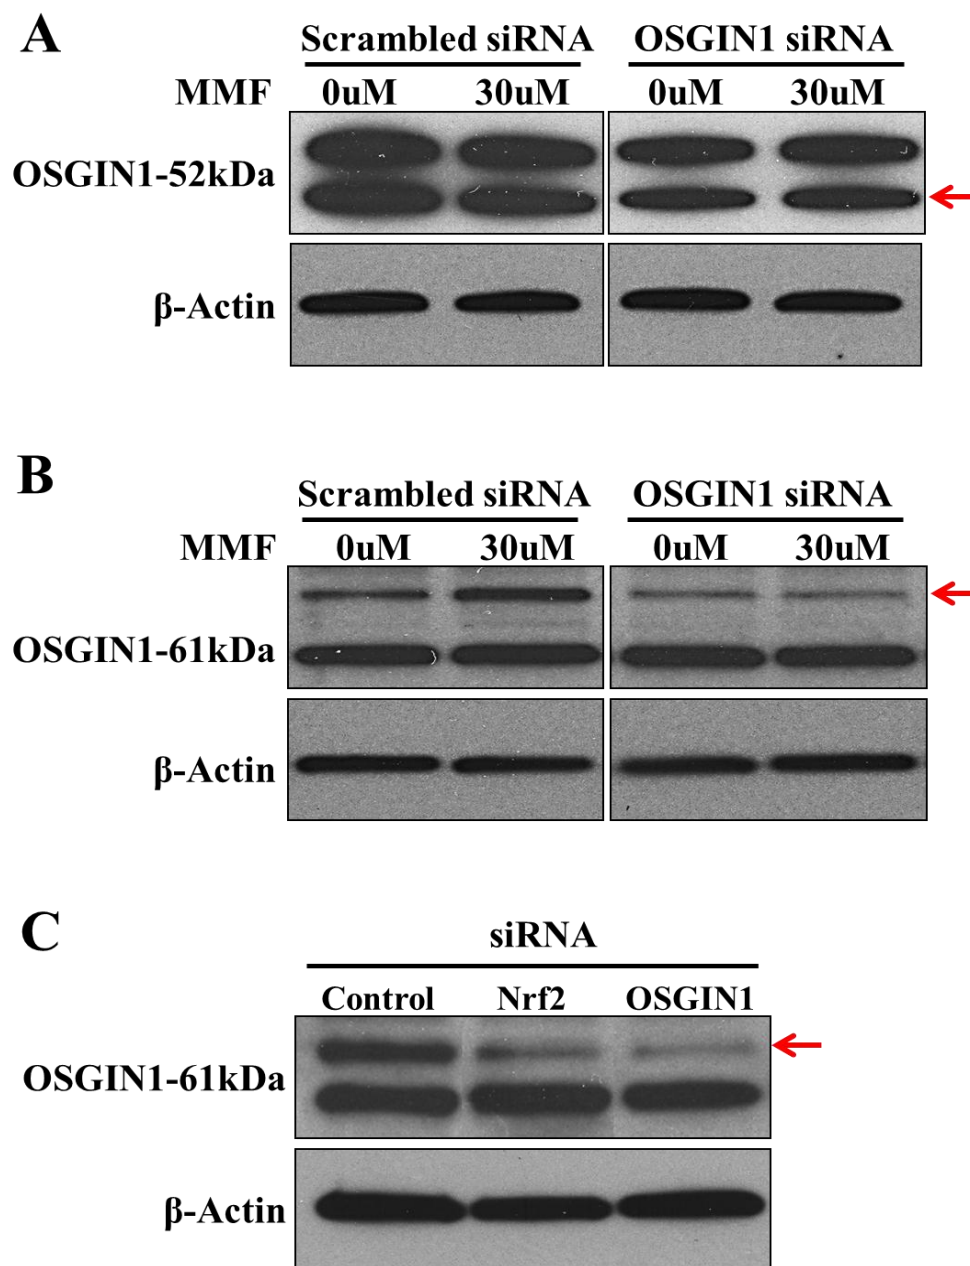 A
Scrambled siRNA OSGIN1 siRNA
MMF 0uM 30uM 0uM 30uM
OSGIN1-52kDa
β-Actin
B
Scrambled siRNA OSGIN1 siRNA
MMF 0uM 30uM 0uM 30uM
OSGIN1-61kDa
β-Actin
C
siRNA
Control Nrf2 OSGIN1
OSGIN1-61kDa
β-Actin